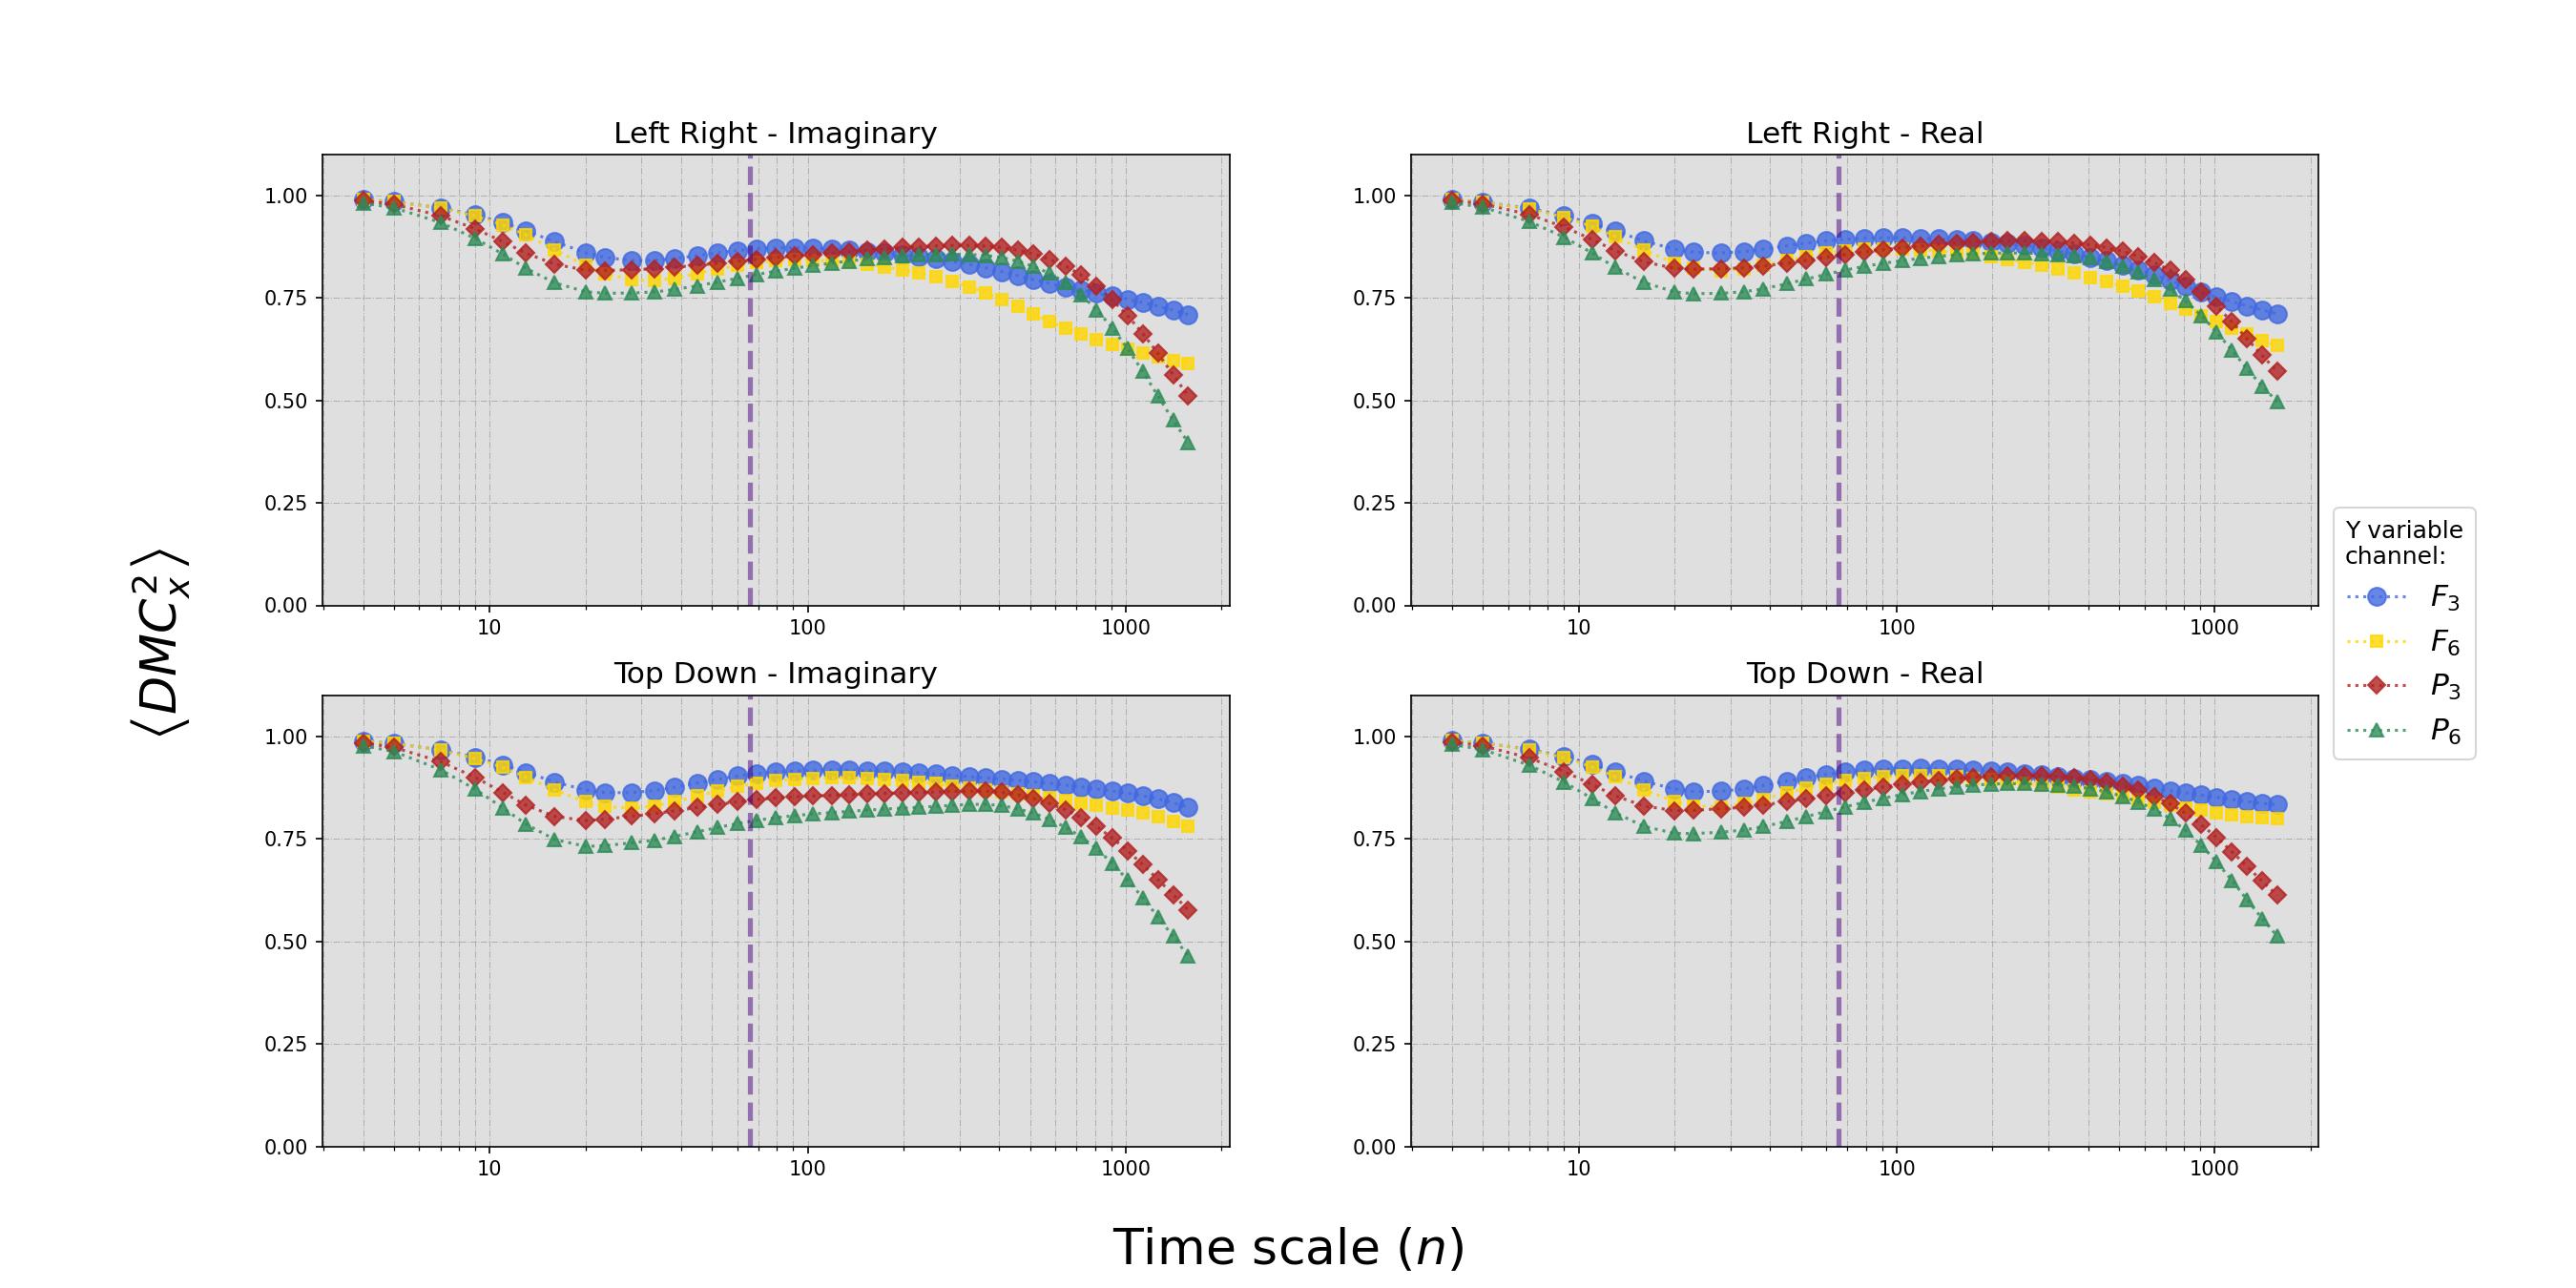 Left Right - Imaginary
1.00
0.75
0.50
0.25
0.00
10 100 1000
Left Right - Real
1.00
0.75
0.50
0.25
0.00
10 100 1000
Top Down - Imaginary
1.00
0.75
0.50
0.25
0.00
10 100 1000
Top Down - Real
1.00
0.75
0.50
0.25
0.00
10 100 1000
⟨DMC²ₓ⟩
Time scale (n)
Y variable
channel:
F₃
F₆
P₃
P₆